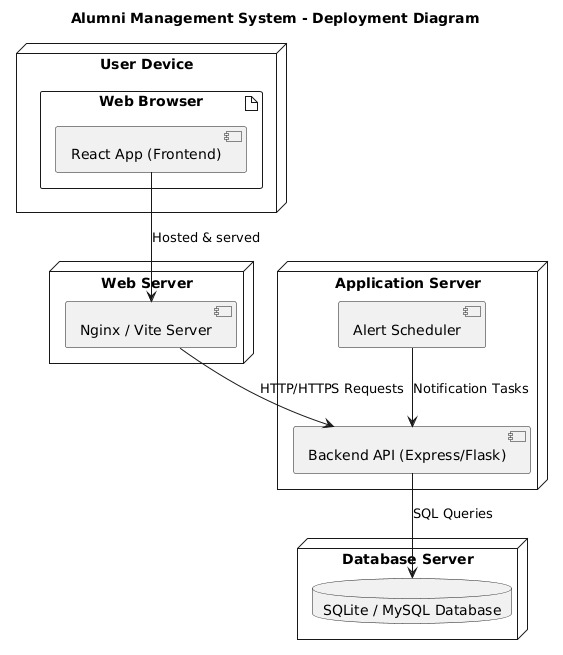 Alumni Management System - Deployment Diagram
User Device
Web Browser
React App (Frontend)
Hosted & served
Web Server
Nginx / Vite Server
Application Server
Alert Scheduler
HTTP/HTTPS Requests
Notification Tasks
Backend API (Express/Flask)
SQL Queries
Database Server
SQLite / MySQL Database